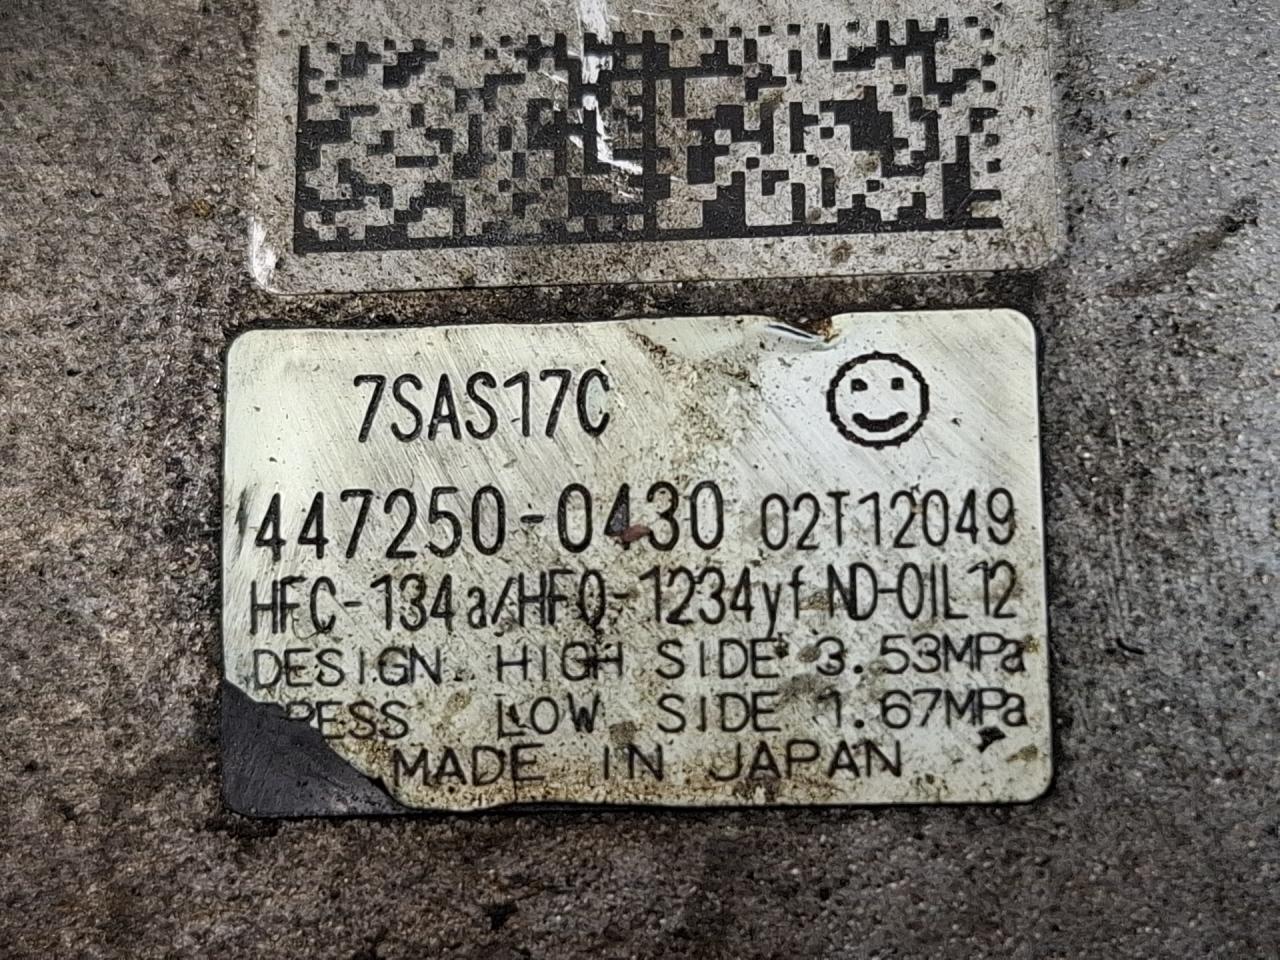 7SAS17C
447250-0430 02T12049
HFC-134a/HFO-1234yf ND-OIL12
DESIGN HIGH SIDE 3.53MPa
PRESS LOW SIDE 1.67MPa
MADE IN JAPAN